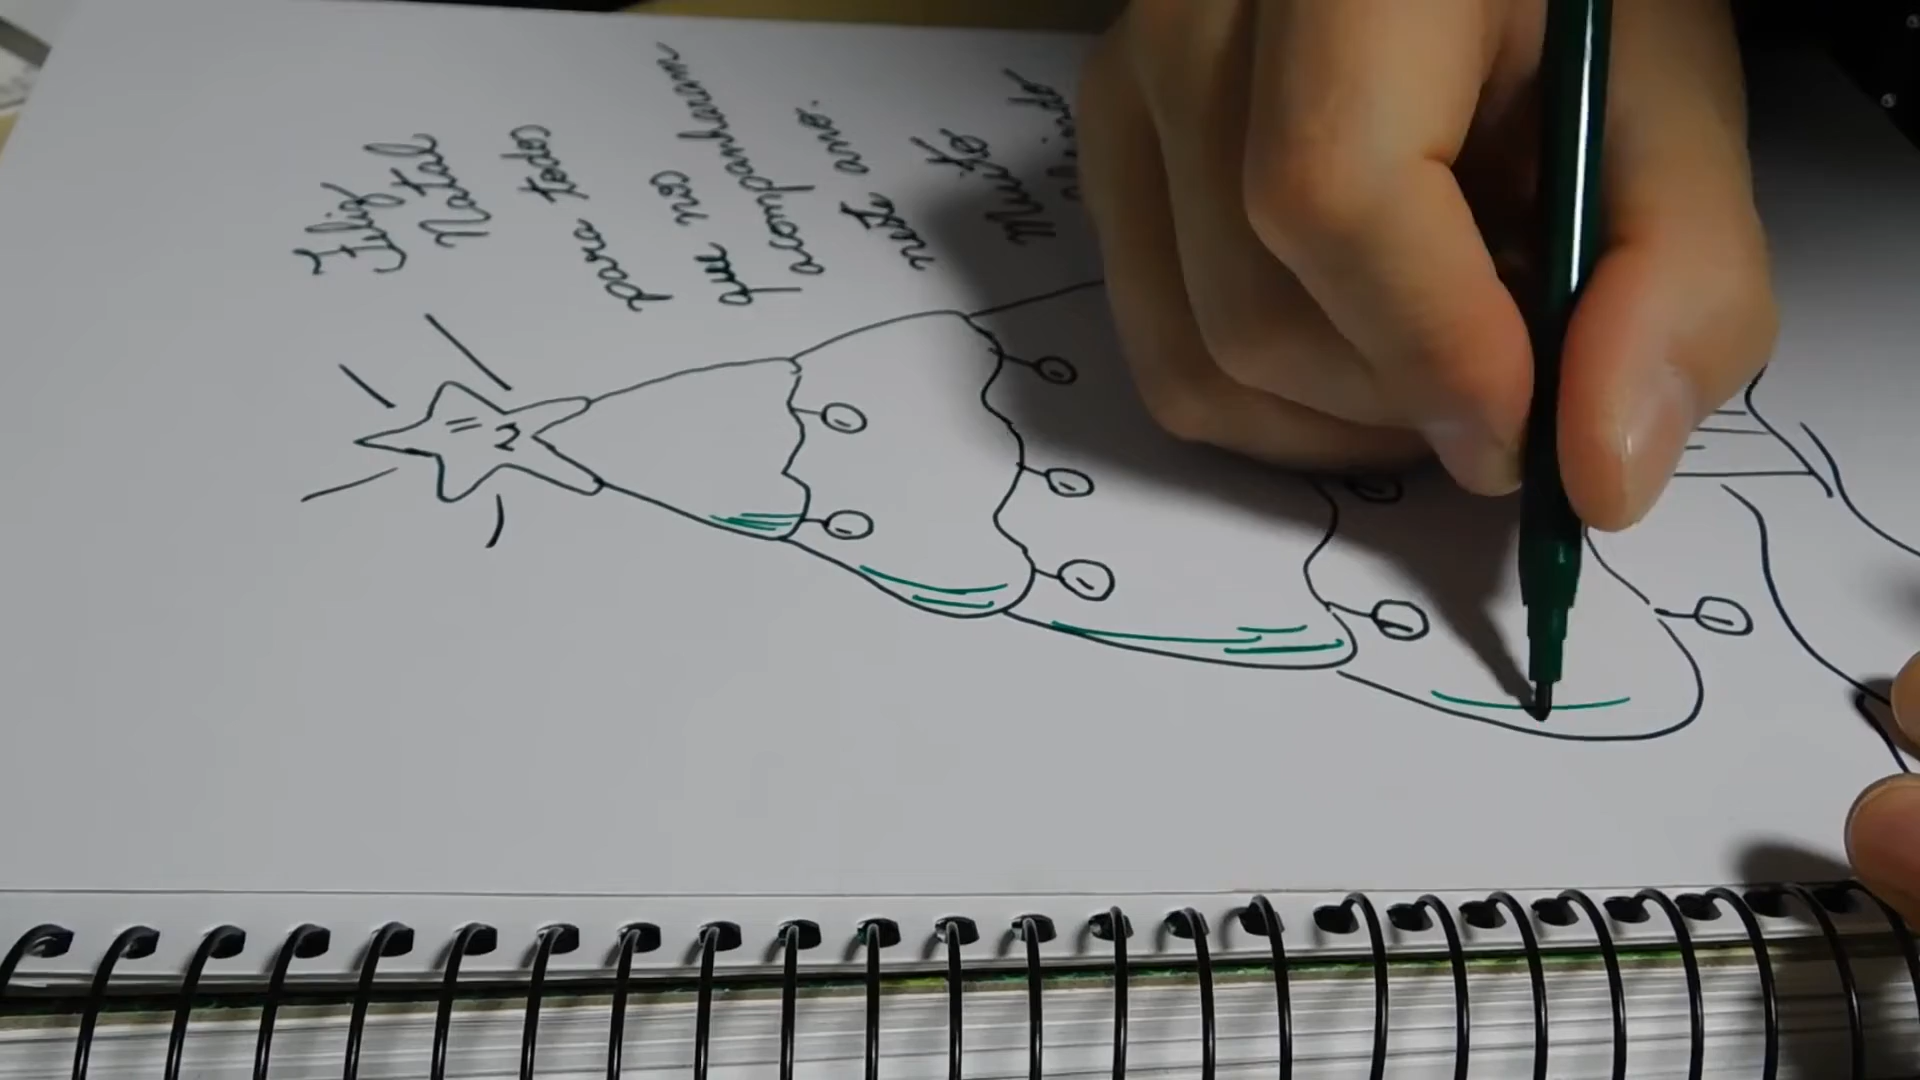 Feliz
Natal
para todos
que nos
acompanharam
neste ano.
Muito